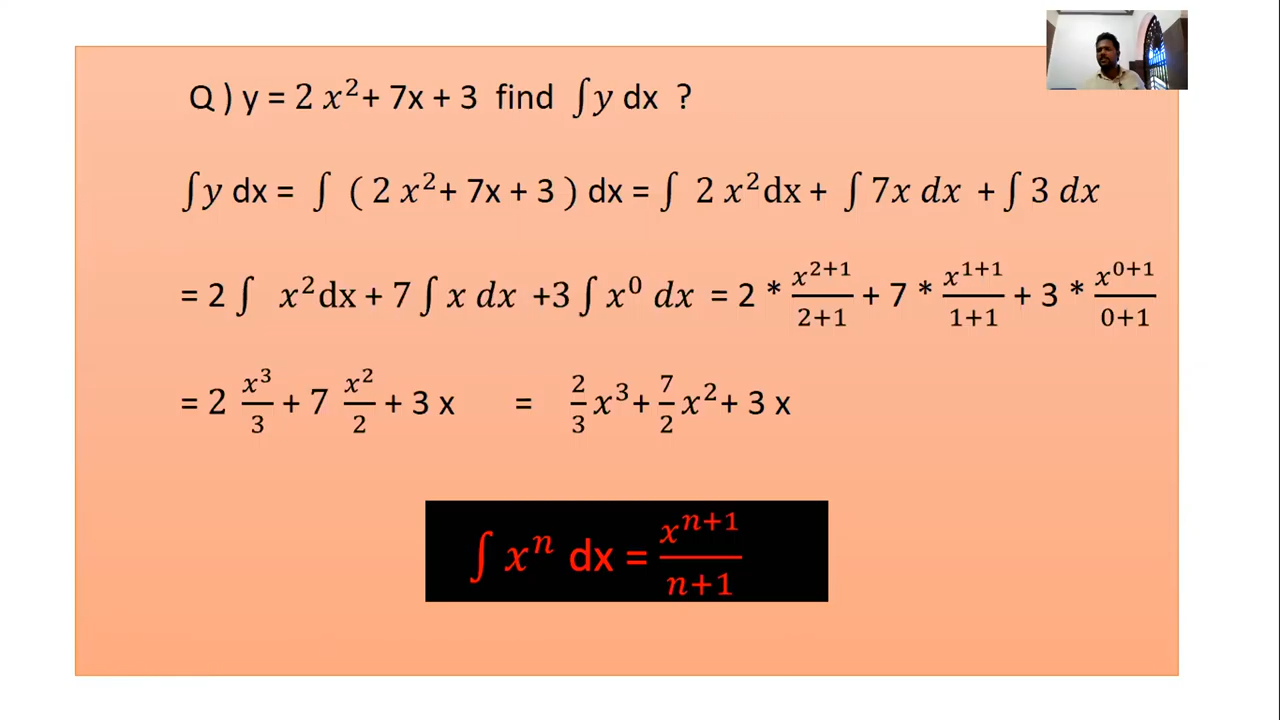 Q ) y = 2 x²+ 7x + 3 find ∫y dx ?
∫y dx = ∫ ( 2 x²+ 7x + 3 ) dx = ∫ 2 x²dx + ∫ 7x dx + ∫ 3 dx
= 2 ∫ x²dx + 7 ∫ x dx +3 ∫ x⁰ dx = 2 * x^{2+1}/2+1 + 7 * x^{1+1}/1+1 + 3 * x^{0+1}/0+1
= 2 x³/3 + 7 x²/2 + 3 x = 2/3 x³+ 7/2 x²+ 3 x
∫ xⁿ dx = x^{n+1}/n+1